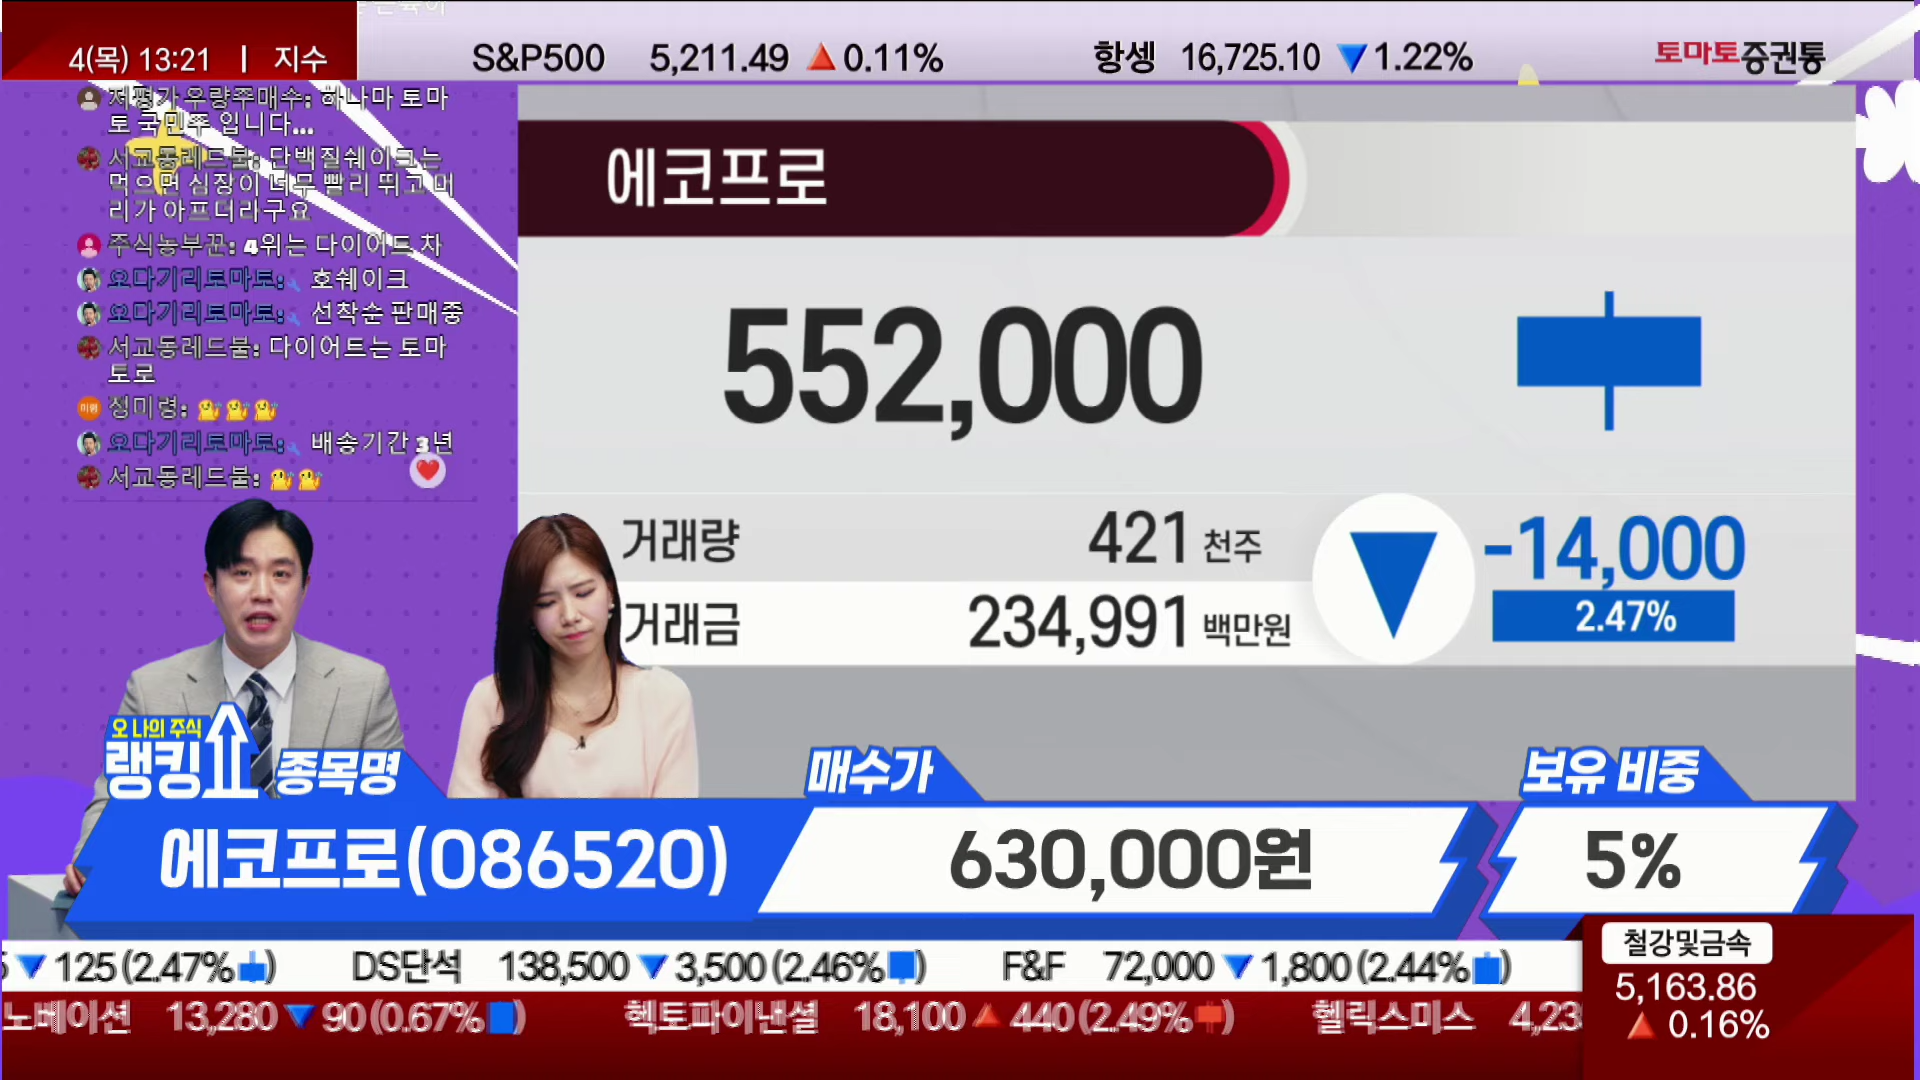 4(목) 13:21 | 지수
S&P500 5,211.49 ▲0.11% 항셍 16,725.10 ▼1.22%
토마토증권통
저평가 우량주매수: 하나마 토마
토 국민주 입니다...
서교동레드불: 단백질쉐이크는
먹으면 심장이 너무 빨리 뛰고 머
리가 아프더라구요
주식농부꾼: 4위는 다이어트 차
요다기리토마토: 호쉐이크
요다기리토마토: 선착순 판매중
서교동레드불: 다이어트는 토마
토로
정미령:
요다기리토마토: 배송기간 3년
서교동레드불:
에코프로
552,000
거래량 421 천주
▼ -14,000
2.47%
거래금 234,991 백만원
오 나의 주식
랭킹
종목명
매수가
보유 비중
에코프로(086520)
630,000원
5%
▼125(2.47%) DS단석 138,500▼3,500(2.46%) F&F 72,000▼1,800(2.44%)
노베이션 13,280▼90(0.67%) 헥토파이낸셜 18,100▲440(2.49%) 헬릭스미스 4,23
철강및금속
5,163.86
▲ 0.16%